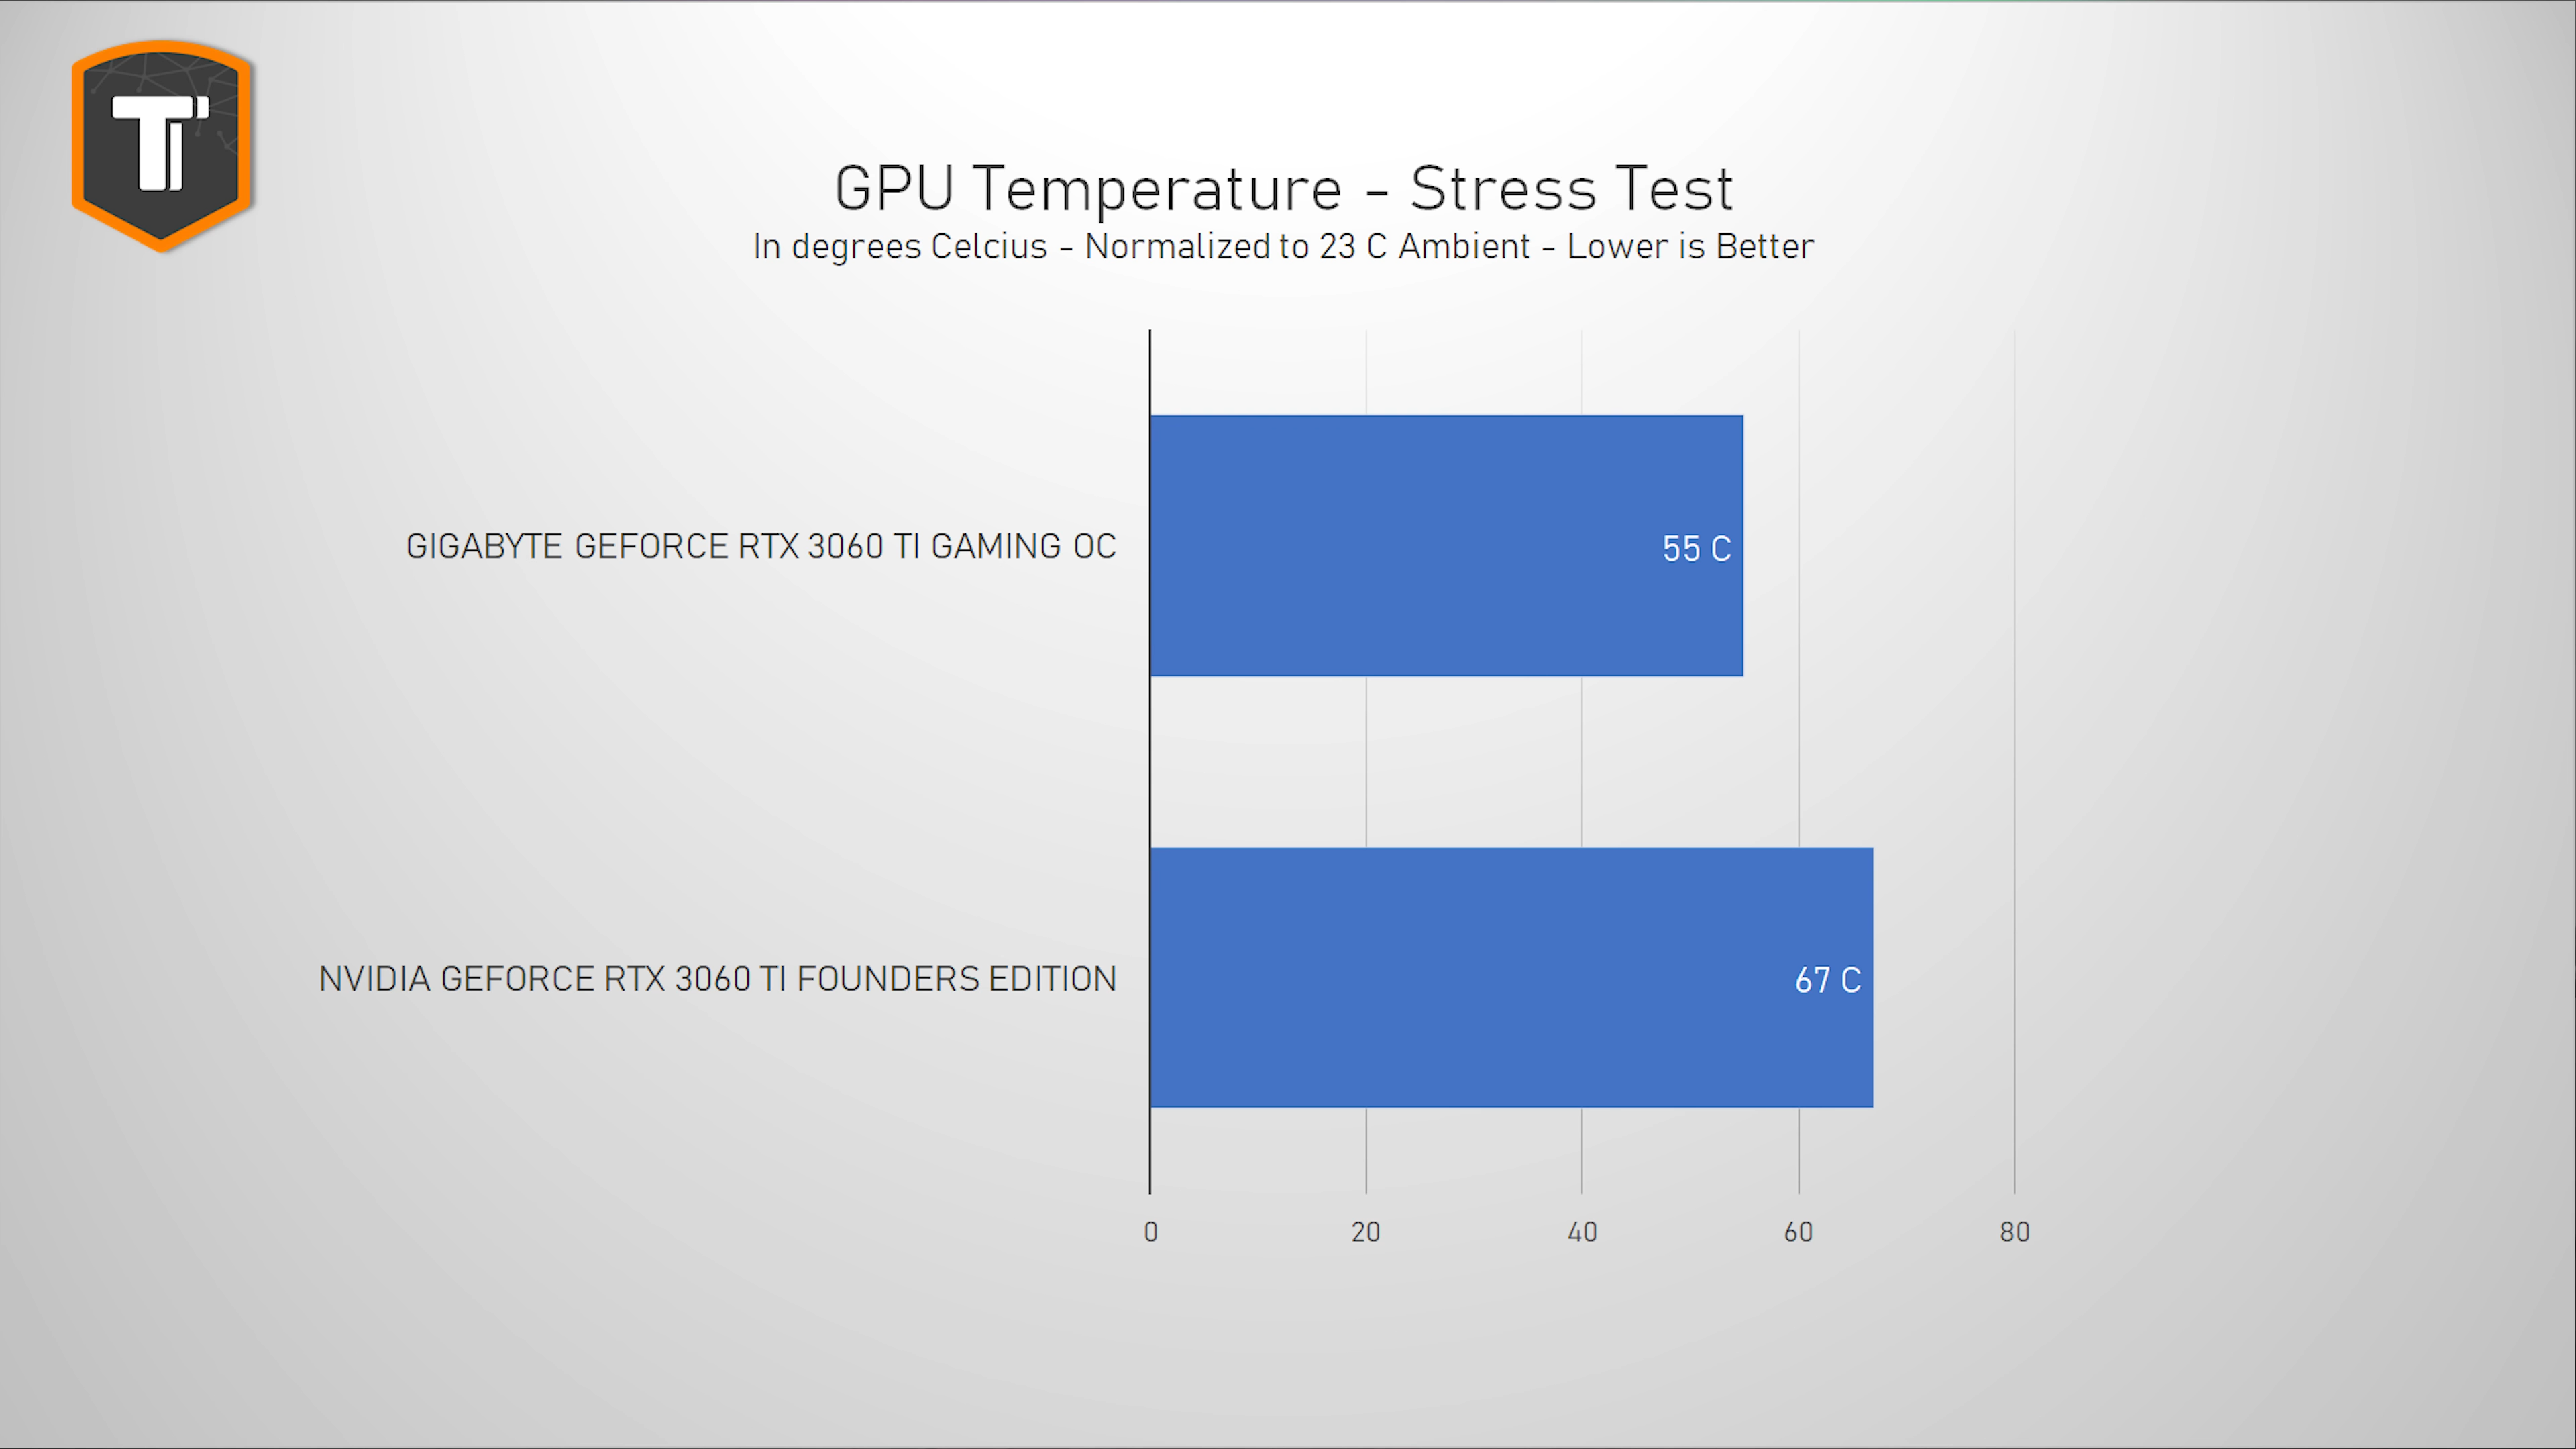 T
GPU Temperature - Stress Test
In degrees Celcius - Normalized to 23 C Ambient - Lower is Better
GIGABYTE GEFORCE RTX 3060 TI GAMING OC
55 C
NVIDIA GEFORCE RTX 3060 TI FOUNDERS EDITION
67 C
0 20 40 60 80